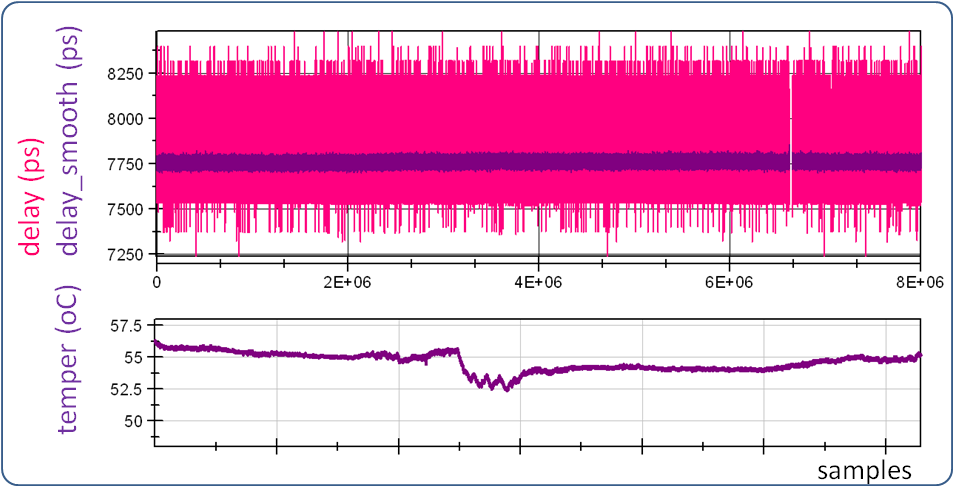 delay (ps)
delay_smooth (ps)
8250
8000
7750
7500
7250
0
2E+06
4E+06
6E+06
8E+06
temper (oC)
57.5
55
52.5
50
samples